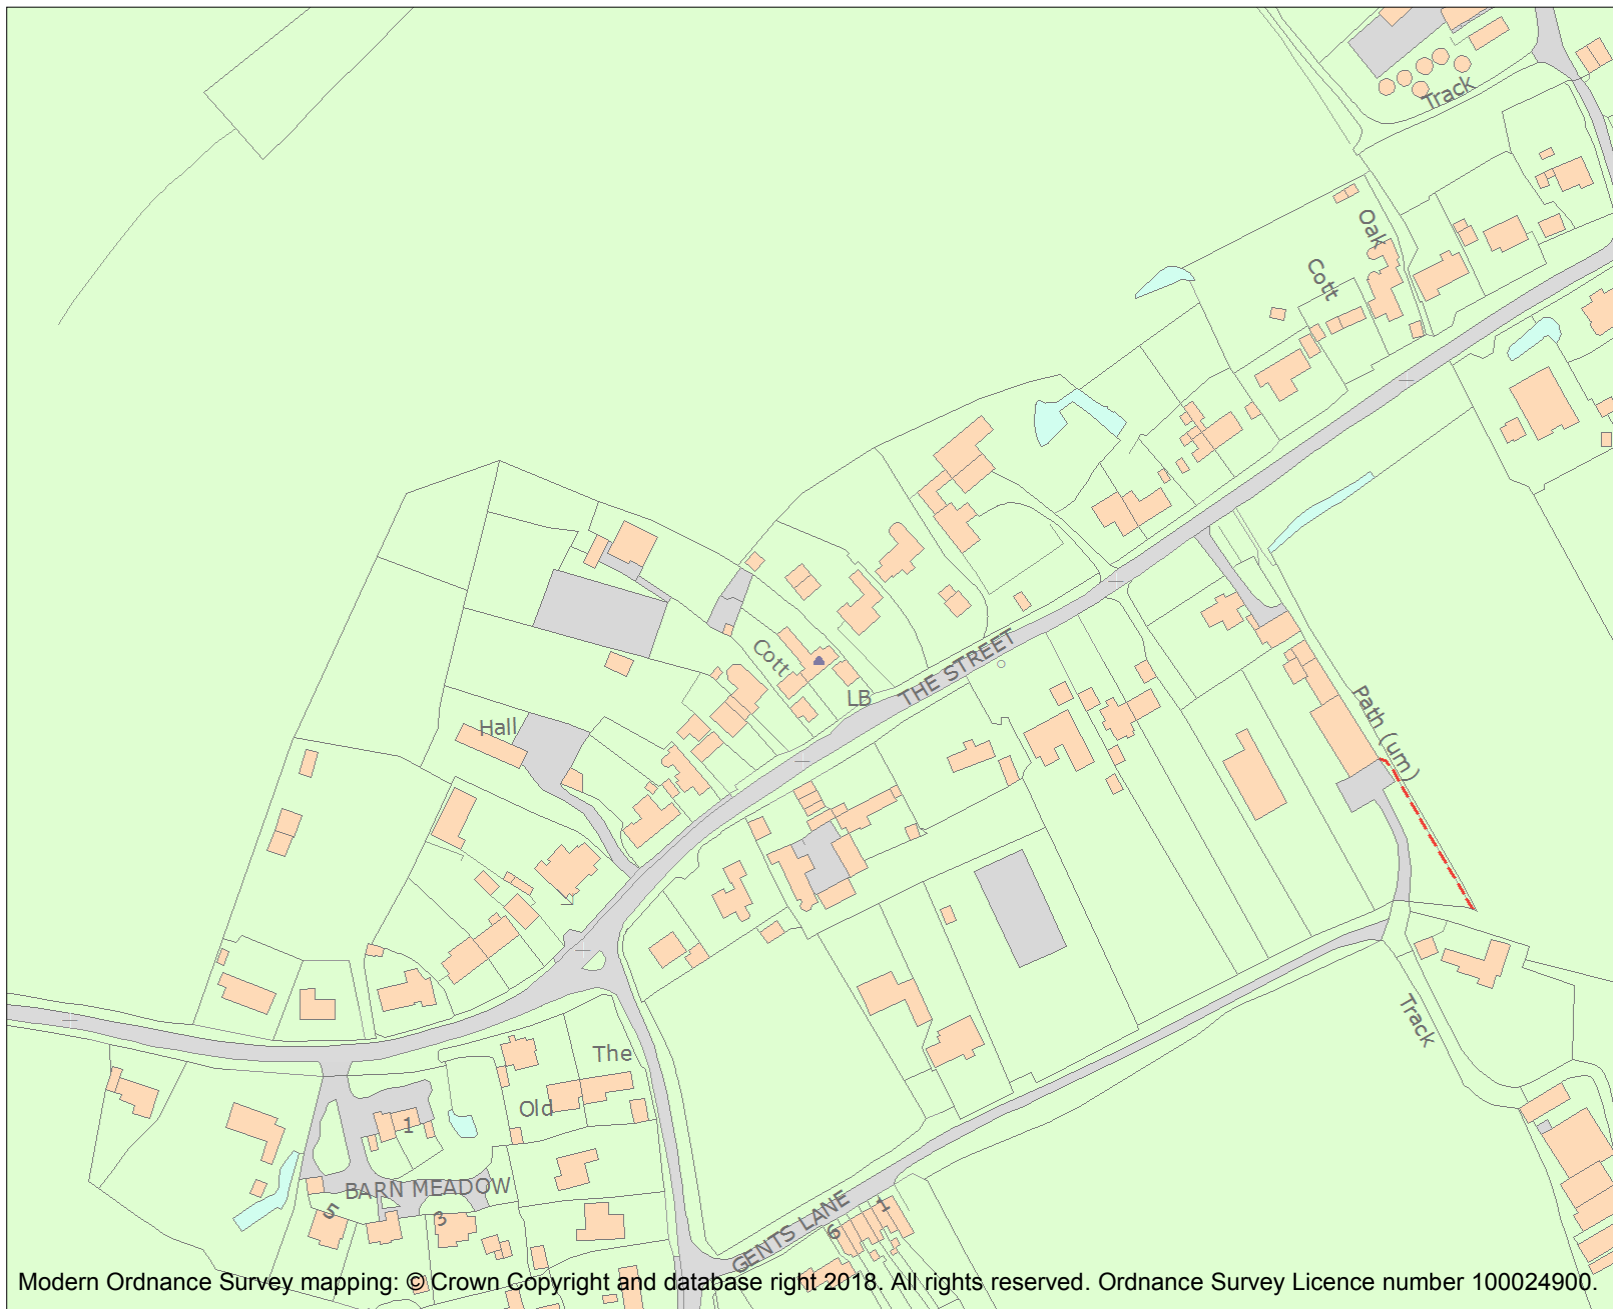 Track
Oak
Cott
Cott
LB
THE STREET
Hall
Path (um)
Track
The
Old
1
BARN MEADOW
5
3
GENTS LANE
6
1
Modern Ordnance Survey mapping: © Crown Copyright and database right 2018. All rights reserved. Ordnance Survey Licence number 100024900.